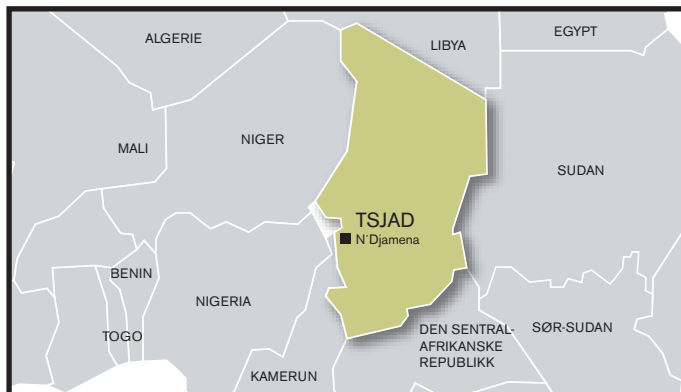 ALGERIE
LIBYA
EGYPT
MALI
NIGER
SUDAN
TSJAD
N´Djamena
BENIN
NIGERIA
TOGO
DEN SENTRAL-
AFRIKANSKE
REPUBLIKK
SØR-SUDAN
KAMERUN